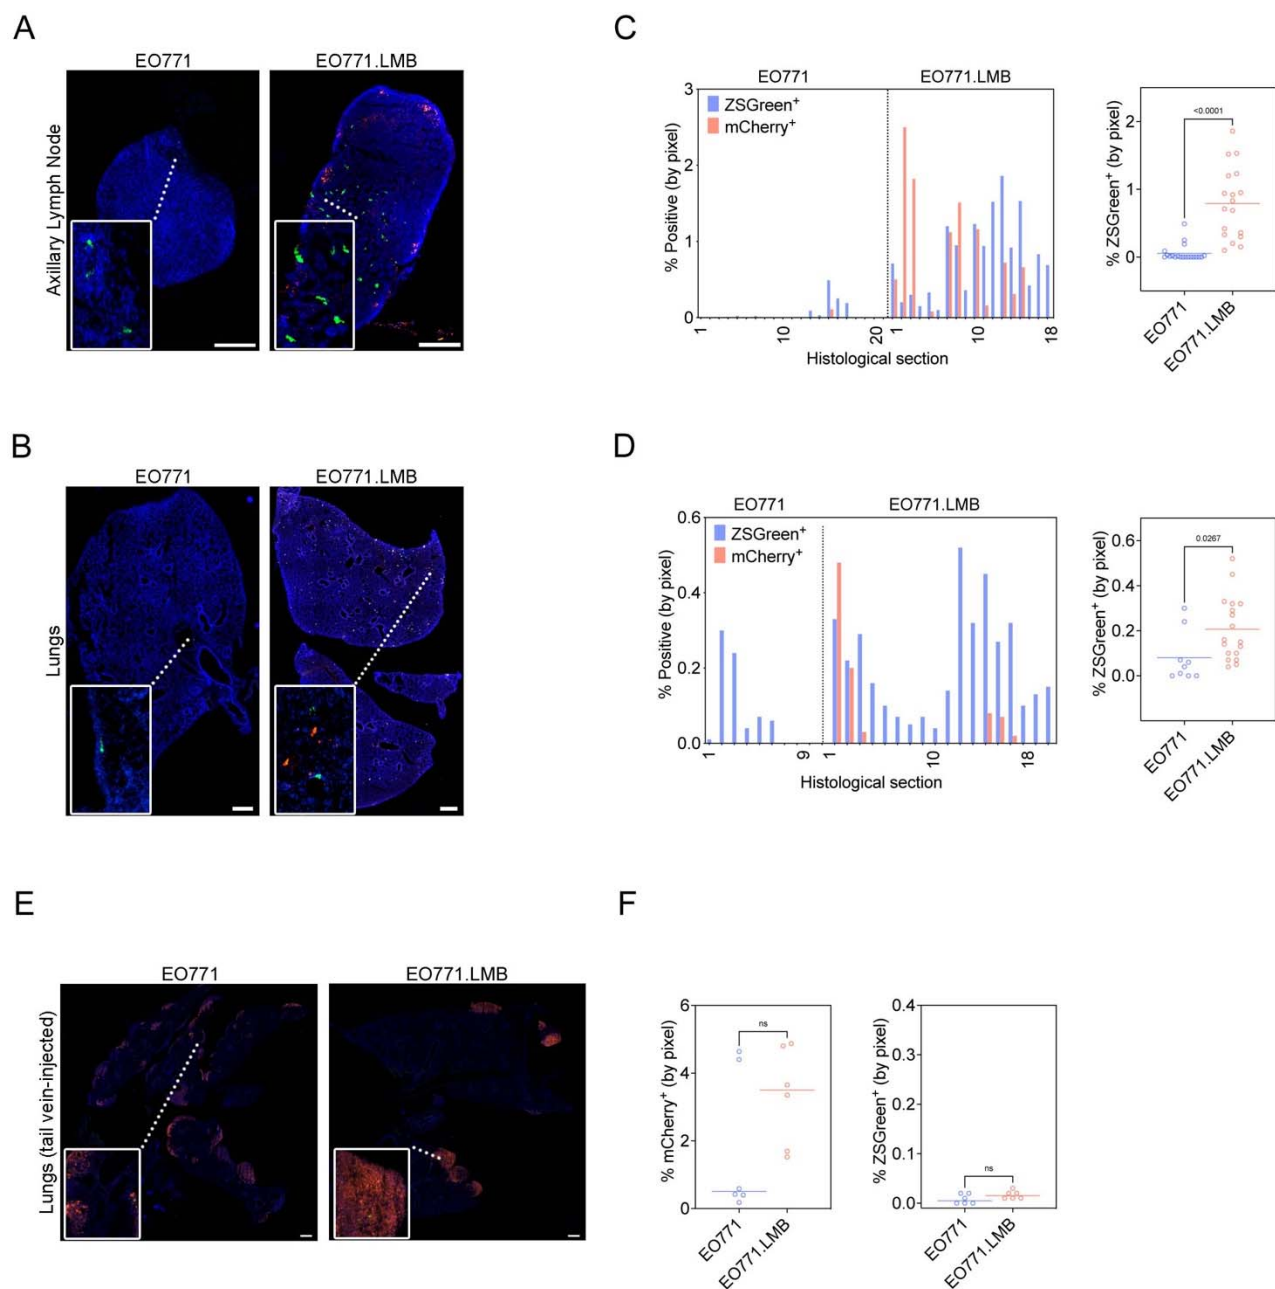 A
EO771
EO771.LMB
Axillary Lymph Node
C
EO771
EO771.LMB
ZSGreen+
mCherry+
% Positive (by pixel)
3
2
1
0
1
10
20
1
10
18
Histological section
% ZSGreen+ (by pixel)
<0.0001
2
1
0
EO771
EO771.LMB
B
EO771
EO771.LMB
Lungs
D
EO771
EO771.LMB
ZSGreen+
mCherry+
% Positive (by pixel)
0.6
0.4
0.2
0.0
1
9
1
10
18
Histological section
% ZSGreen+ (by pixel)
0.0267
0.6
0.4
0.2
0.0
EO771
EO771.LMB
E
EO771
EO771.LMB
Lungs (tail vein-injected)
F
% mCherry+ (by pixel)
ns
6
4
2
0
EO771
EO771.LMB
% ZSGreen+ (by pixel)
ns
0.4
0.3
0.2
0.1
0.0
EO771
EO771.LMB